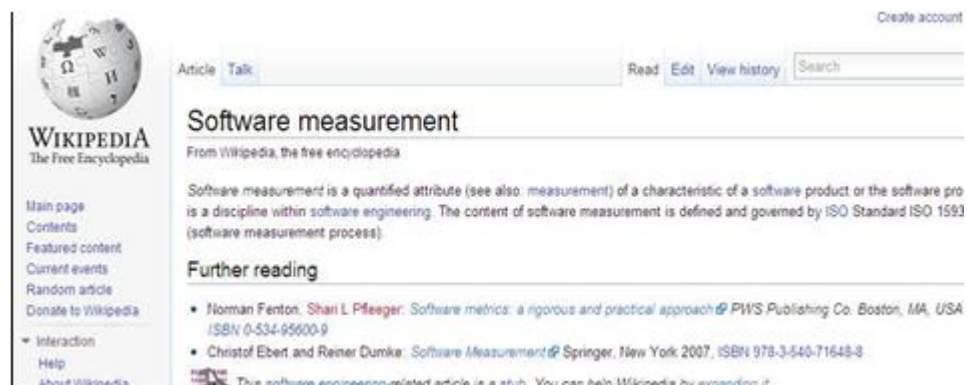 Create account
WIKIPEDIA
The Free Encyclopedia
Article Talk Read Edit View history Search
Software measurement
From Wikipedia, the free encyclopedia
Software measurement is a quantified attribute (see also: measurement) of a characteristic of a software product or the software pro
is a discipline within software engineering. The content of software measurement is defined and governed by ISO Standard ISO 1593
(software measurement process).
Main page
Contents
Featured content
Current events
Random article
Donate to Wikipedia
Interaction
Help
About Wikipedia
Further reading
Norman Fenton, Shari L Pfleeger: Software metrics: a rigorous and practical approach PWS Publishing Co. Boston, MA, USA
ISBN 0-534-95600-9
Christof Ebert and Reiner Dumke: Software Measurement Springer, New York 2007, ISBN 978-3-540-71648-8
This software engineering-related article is a stub. You can help Wikipedia by expanding it.